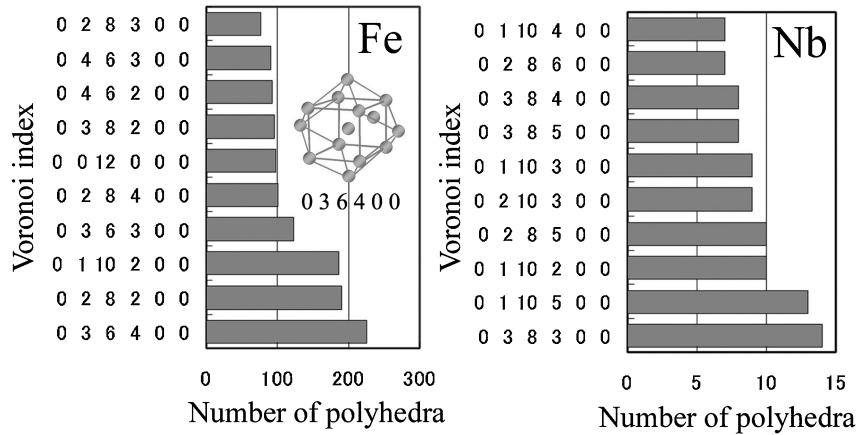 Fe
Voronoi index
0 2 8 3 0 0
0 4 6 3 0 0
0 4 6 2 0 0
0 3 8 2 0 0
0 0 12 0 0 0
0 2 8 4 0 0
0 3 6 3 0 0
0 1 10 2 0 0
0 2 8 2 0 0
0 3 6 4 0 0
0 3 6 4 0 0
0 100 200 300
Number of polyhedra
Nb
Voronoi index
0 1 10 4 0 0
0 2 8 6 0 0
0 3 8 4 0 0
0 3 8 5 0 0
0 1 10 3 0 0
0 2 10 3 0 0
0 2 8 5 0 0
0 1 10 2 0 0
0 1 10 5 0 0
0 3 8 3 0 0
0 5 10 15
Number of polyhedra